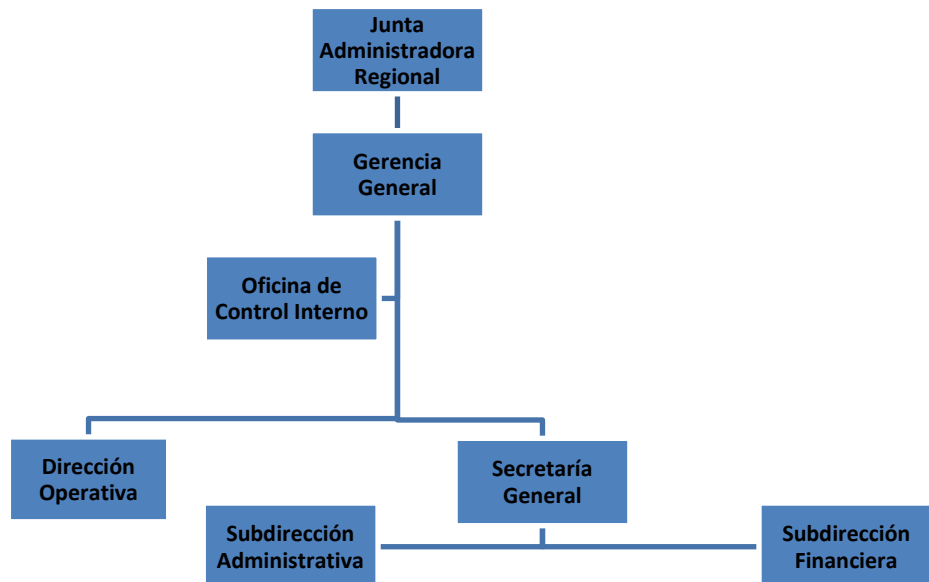 Junta
Administradora
Regional
Gerencia
General
Oficina de
Control Interno
Dirección
Operativa
Secretaría
General
Subdirección
Administrativa
Subdirección
Financiera